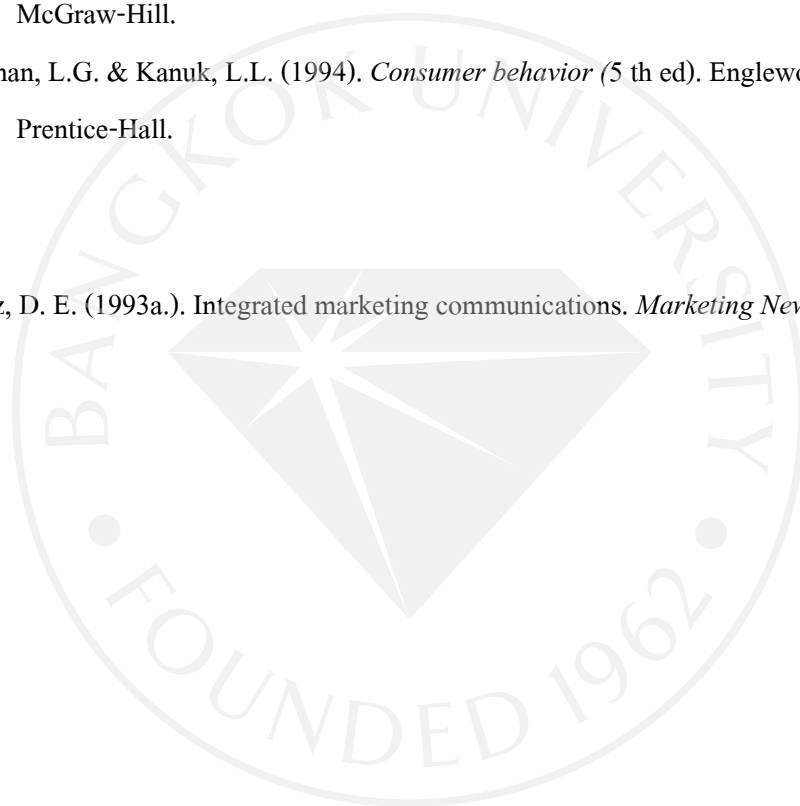 McGraw-Hill.
nan, L.G. & Kanuk, L.L. (1994). Consumer behavior (5 th ed). Englewo
Prentice-Hall.
z, D. E. (1993a.). Integrated marketing communications. Marketing New
BANGKOK UNIVERSITY
FOUNDED 1962